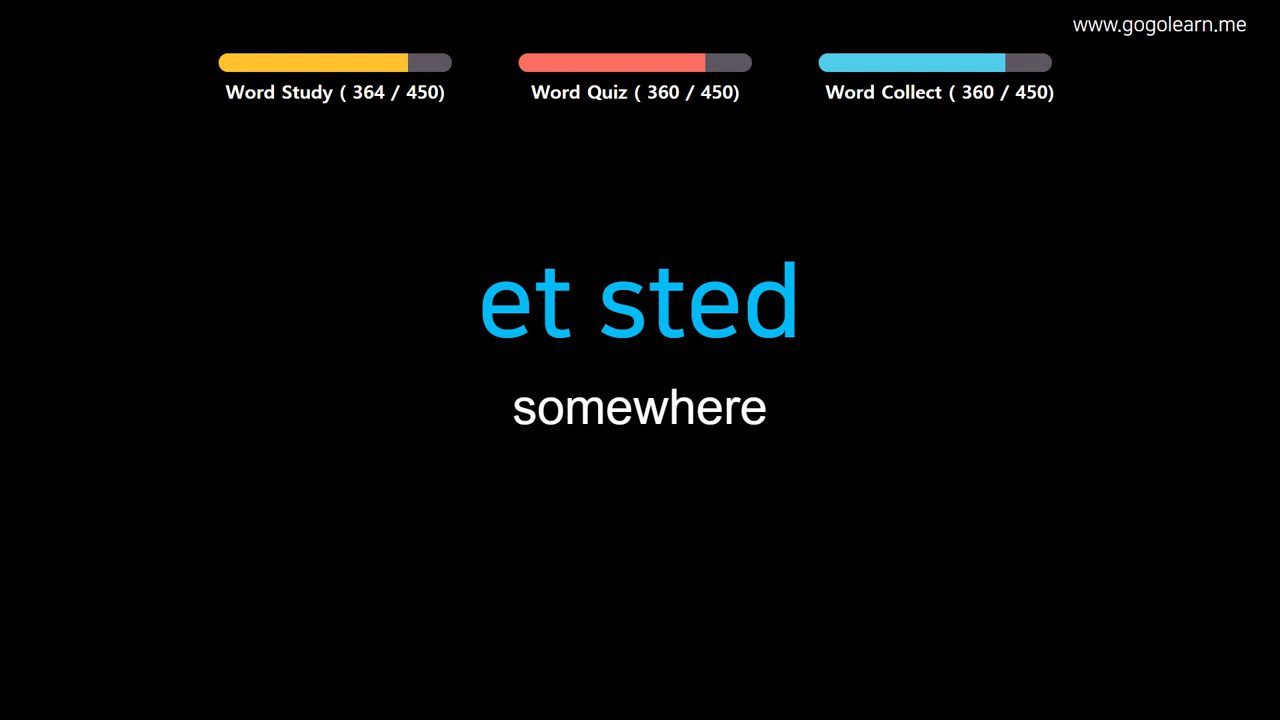 www.gogolearn.me
Word Study ( 364 / 450)
Word Quiz ( 360 / 450)
Word Collect ( 360 / 450)
et sted
somewhere